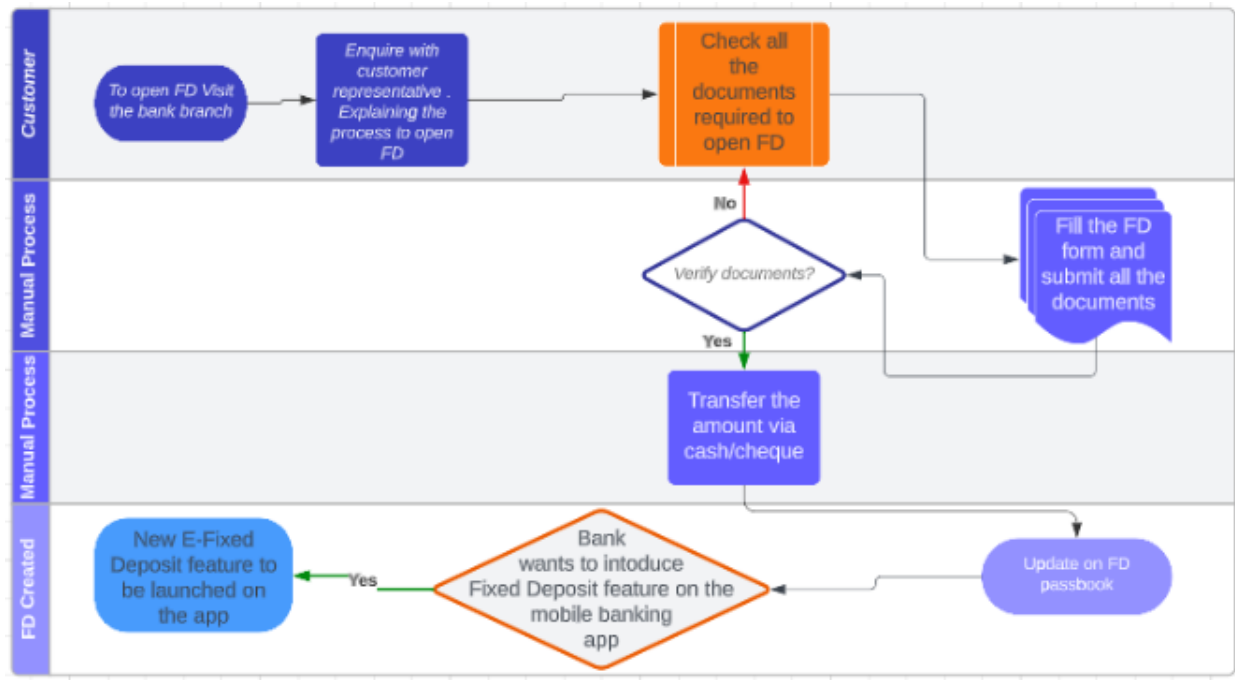 Customer
To open FD Visit
the bank branch
Enquire with
customer
representative .
Explaining the
process to open
FD
Check all
the
documents
required to
open FD
Manual Process
No
Verify documents?
Yes
Fill the FD
form and
submit all the
documents
Manual Process
Transfer the
amount via
cash/cheque
FD Created
New E-Fixed
Deposit feature to
be launched on
the app
Yes
Bank
wants to intoduce
Fixed Deposit feature on the
mobile banking
app
Update on FD
passbook